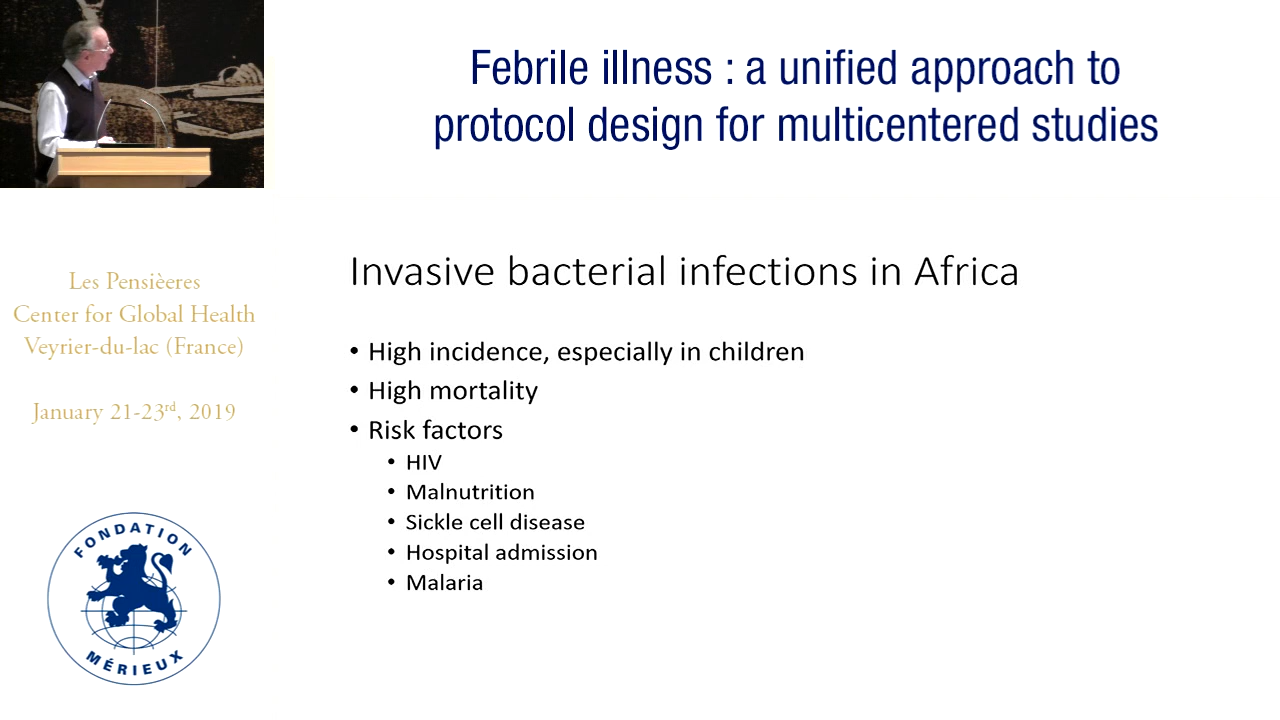 Febrile illness : a unified approach to
protocol design for multicentered studies
Les Pensièeres
Center for Global Health
Veyrier-du-lac (France)
January 21-23rd, 2019
FONDATION
MÉRIEUX
Invasive bacterial infections in Africa
• High incidence, especially in children
• High mortality
• Risk factors
• HIV
• Malnutrition
• Sickle cell disease
• Hospital admission
• Malaria